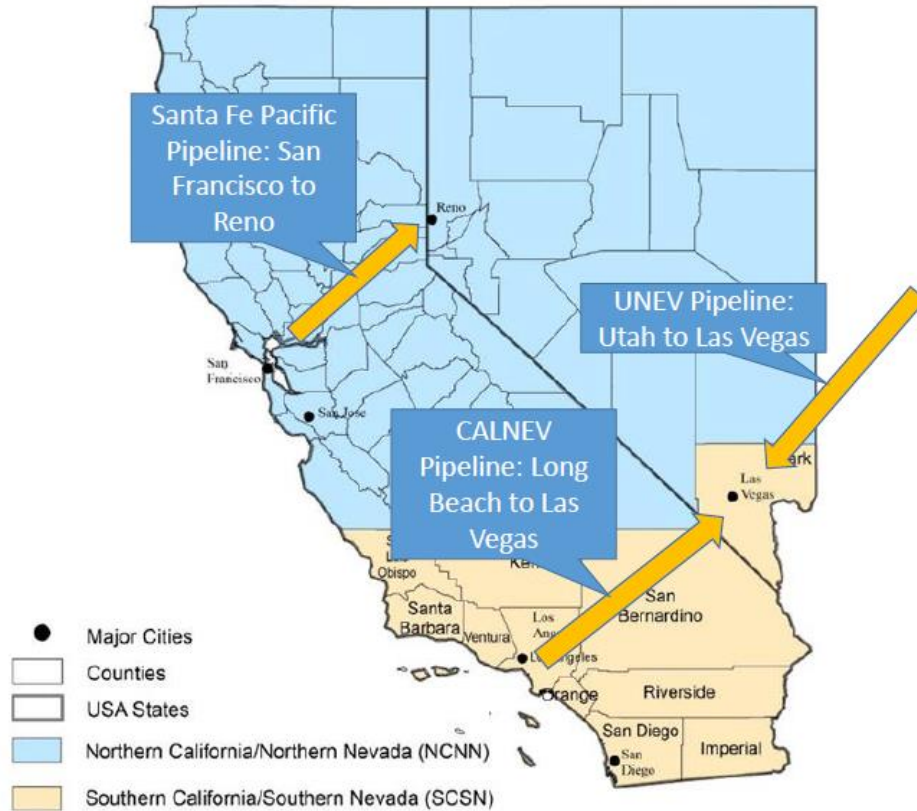 Santa Fe Pacific
Pipeline: San
Francisco to
Reno
Reno
UNEV Pipeline:
Utah to Las Vegas
San
Francisco
San Jose
CALNEV
Pipeline: Long
Beach to Las
Vegas
ark
Las
Vegas
Obispo
Ke
San
Bernardino
Santa
Barbara
Ventura
Los
Orange
Riverside
San Diego
San
Diego
Imperial
Major Cities
Counties
USA States
Northern California/Northern Nevada (NCNN)
Southern California/Southern Nevada (SCSN)